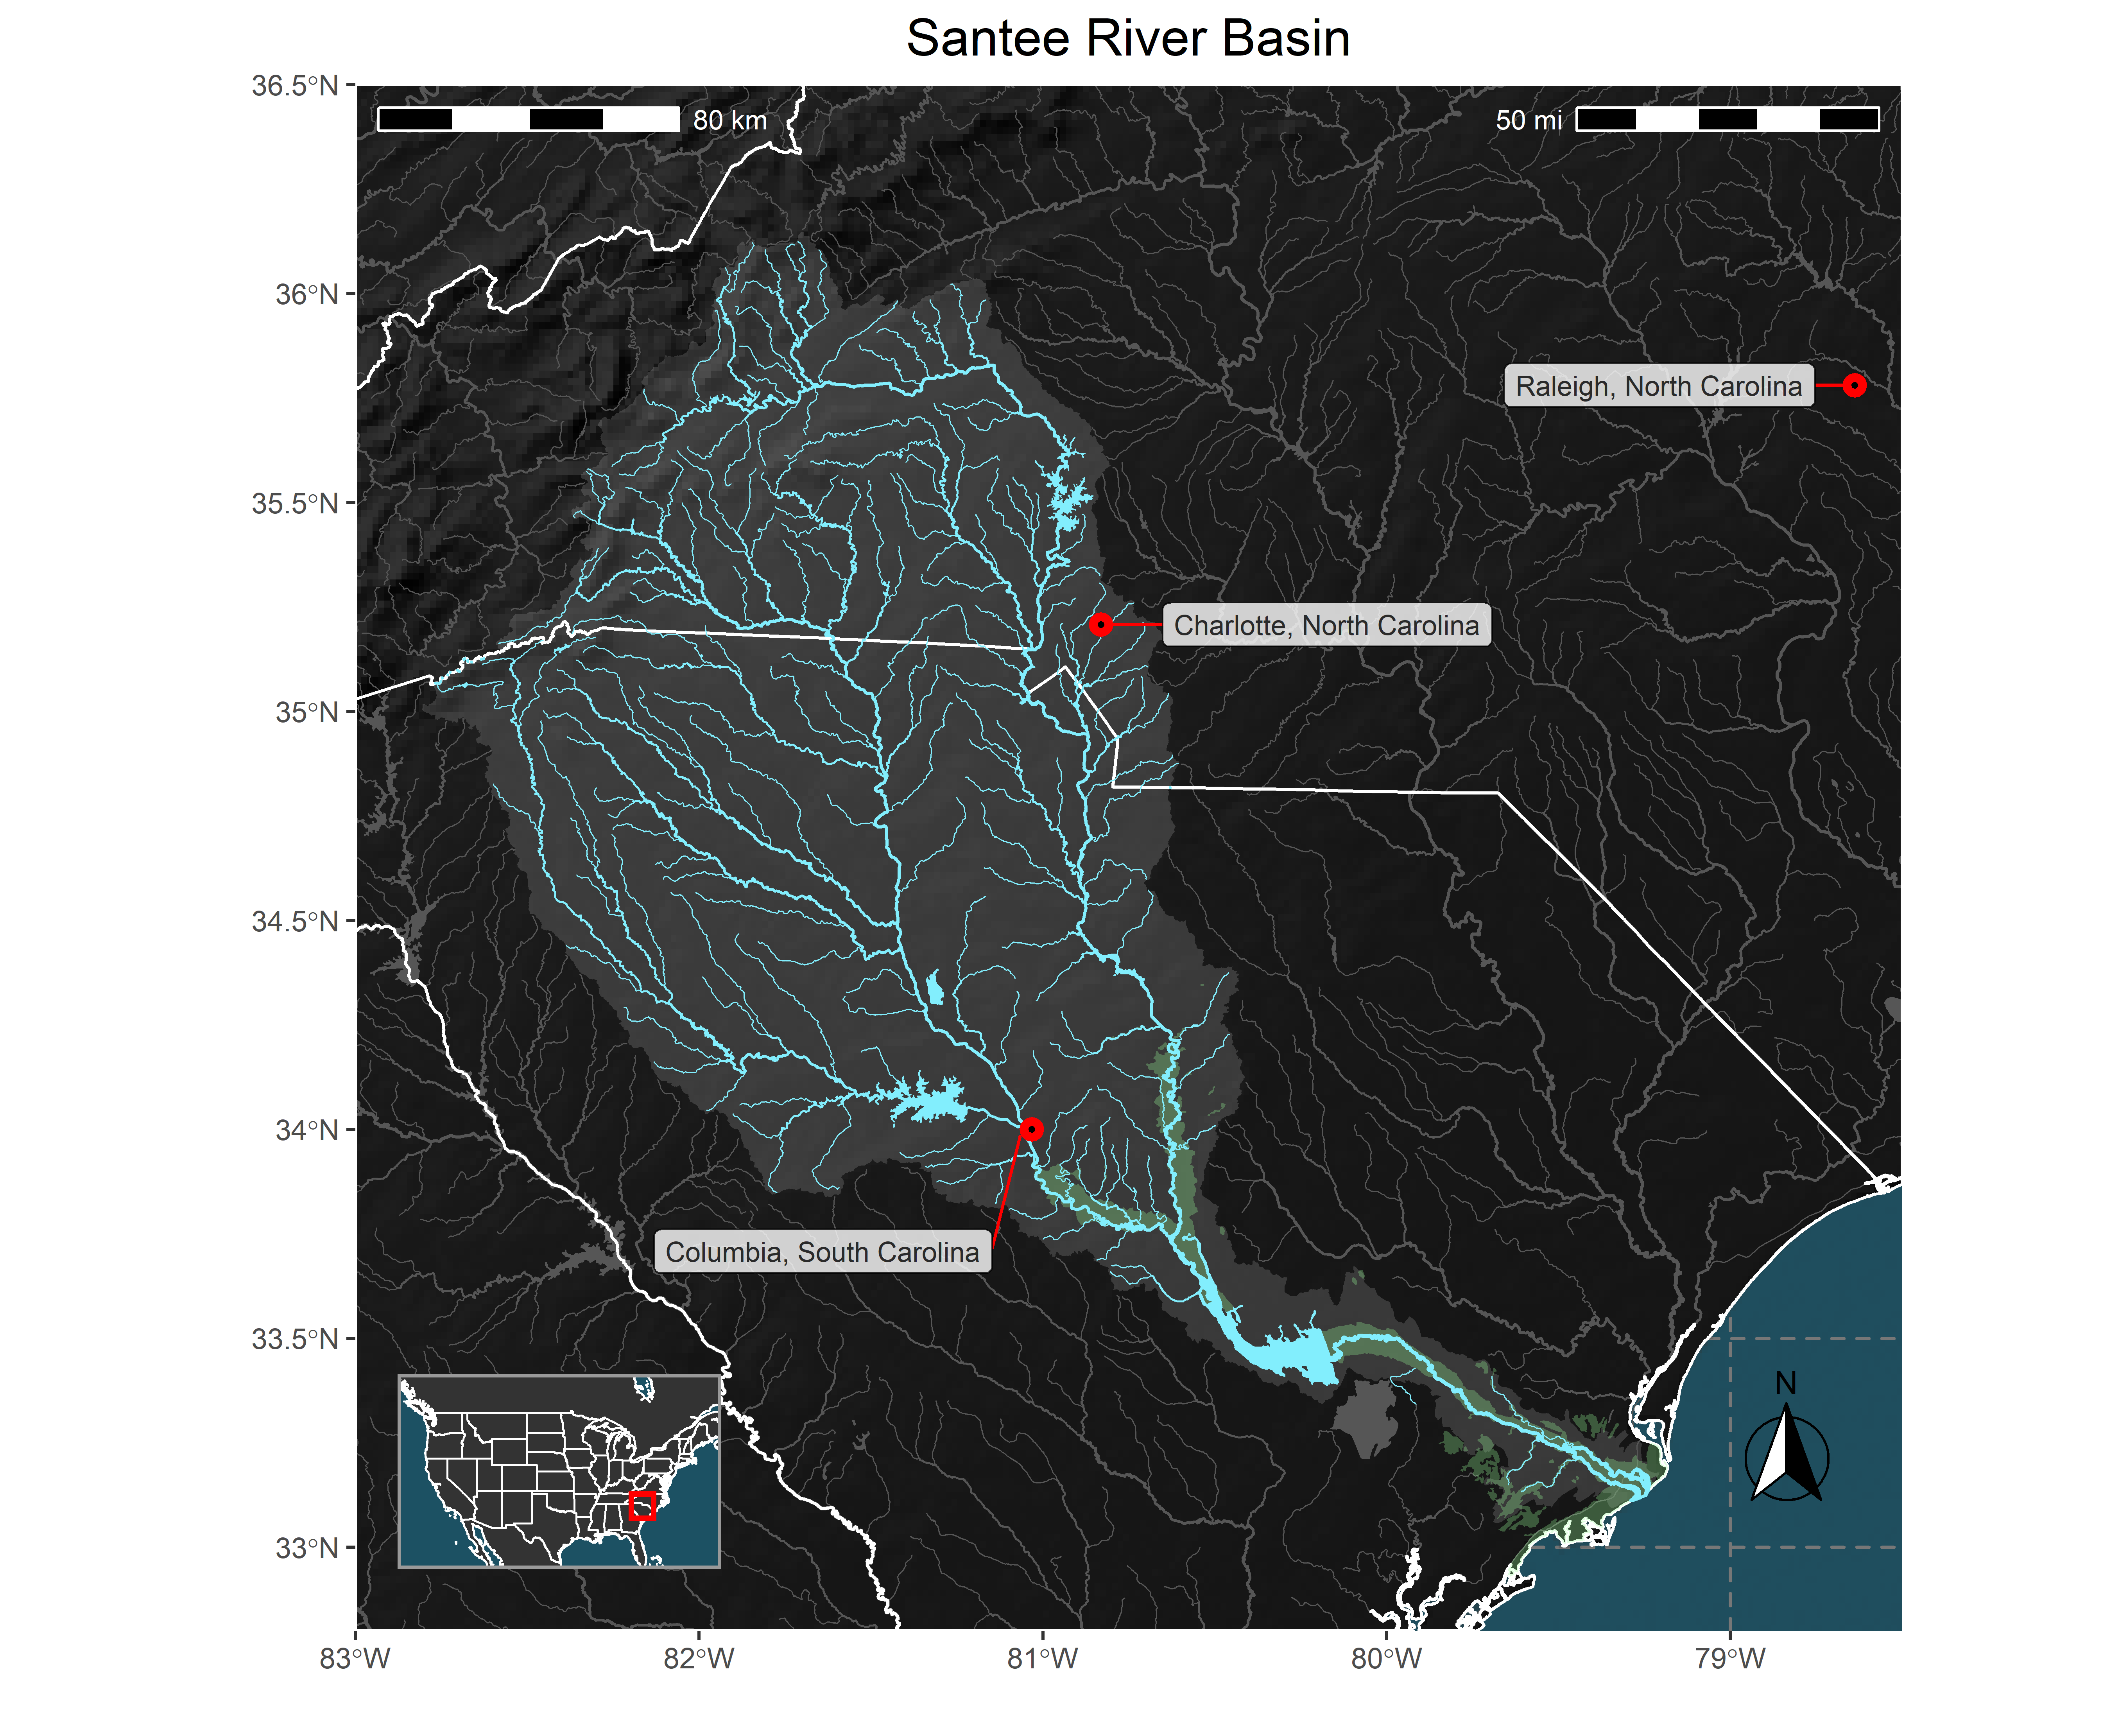 Santee River Basin
36.5°N
80 km
50 mi
36°N
Raleigh, North Carolina
35.5°N
Charlotte, North Carolina
35°N
34.5°N
34°N
Columbia, South Carolina
33.5°N
N
33°N
83°W
82°W
81°W
80°W
79°W